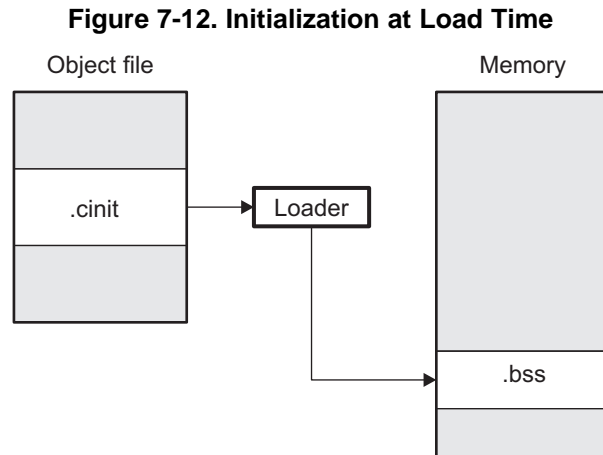 Figure 7-12. Initialization at Load Time
Object file
Memory
.cinit
Loader
.bss